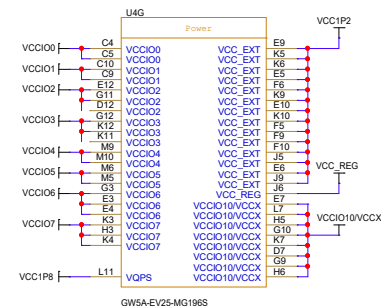 U4G
Power
VCC1P2
VCCIO0 C4 VCCIO0 VCC_EXT E9
C5 VCCIO0 VCC_EXT K5
VCCIO1 C10 VCCIO1 VCC_EXT K6
C9 VCCIO1 VCC_EXT E5
VCCIO2 E12 VCCIO2 VCC_EXT F6
G11 VCCIO2 VCC_EXT K9
D12 VCCIO2 VCC_EXT E10
VCCIO3 G12 VCCIO3 VCC_EXT K10
K12 VCCIO3 VCC_EXT F5
K11 VCCIO3 VCC_EXT F9
VCCIO4 M9 VCCIO4 VCC_EXT F10
M10 VCCIO4 VCC_EXT J5
VCC_REG
VCCIO5 M6 VCCIO5 VCC_EXT E6
M5 VCCIO5 VCC_EXT J9
VCCIO6 G3 VCCIO6 VCC_REG J6
E3 VCCIO6 VCCIO10/VCCX E7
E4 VCCIO6 VCCIO10/VCCX L7
VCCIO7 K3 VCCIO7 VCCIO10/VCCX H5 VCCIO10/VCCX
H3 VCCIO7 VCCIO10/VCCX G10
K4 VCCIO7 VCCIO10/VCCX K7
VCCIO10/VCCX D7
VCCIO10/VCCX G9
VCC1P8 L11 VQPS VCCIO10/VCCX H6
GW5A-EV25-MG196S